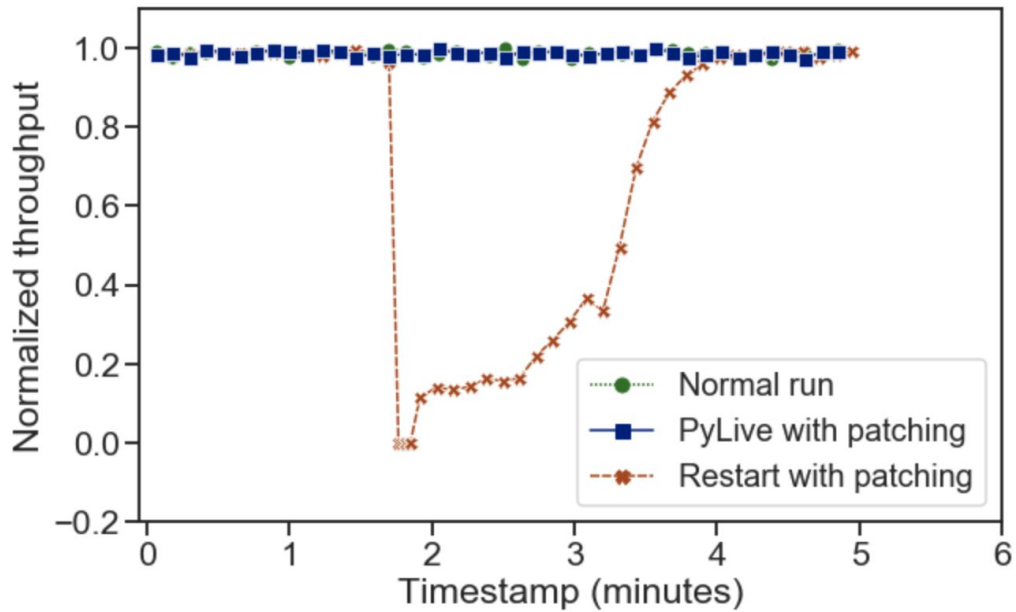 Normalized throughput
1.0
0.8
0.6
0.4
0.2
0.0
−0.2
Normal run
PyLive with patching
Restart with patching
0 1 2 3 4 5 6
Timestamp (minutes)